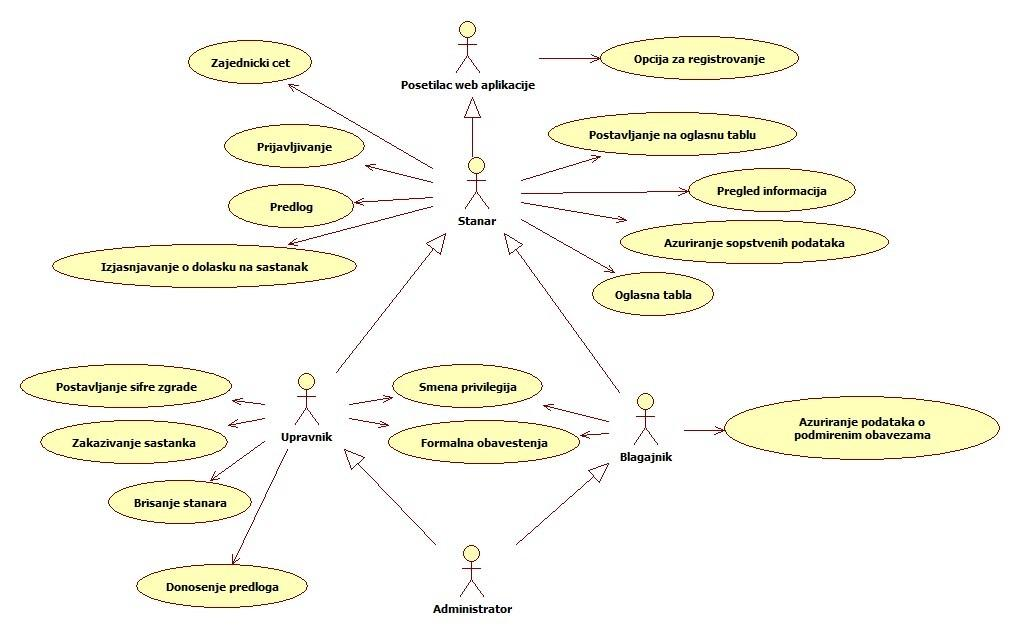 Posetilac web aplikacije
Opcija za registrovanje
Zajednicki cet
Postavljanje na oglasnu tablu
Prijavljivanje
Pregled informacija
Predlog
Stanar
Azuriranje sopstvenih podataka
Izjasnjavanje o dolasku na sastanak
Oglasna tabla
Postavljanje sifre zgrade
Smena privilegija
Azuriranje podataka o
podmirenim obavezama
Zakazivanje sastanka
Upravnik
Formalna obavestenja
Blagajnik
Brisanje stanara
Donosenje predloga
Administrator